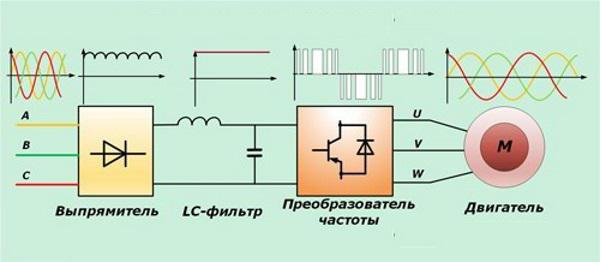 A
B
C
U
V
W
M
Выпрямитель
LC-фильтр
Преобразователь
частоты
Двигатель